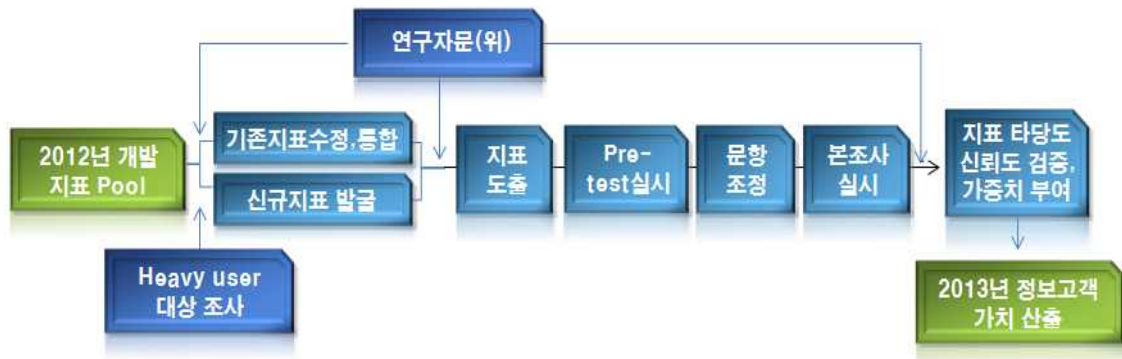 연구자문(위)
2012년 개발
지표 Pool
기존지표수정,통합
신규지표 발굴
Heavy user
대상 조사
지표
도출
Pre-
test실시
문항
조정
본조사
실시
지표 타당도
신뢰도 검증,
가중치 부여
2013년 정보고객
가치 산출